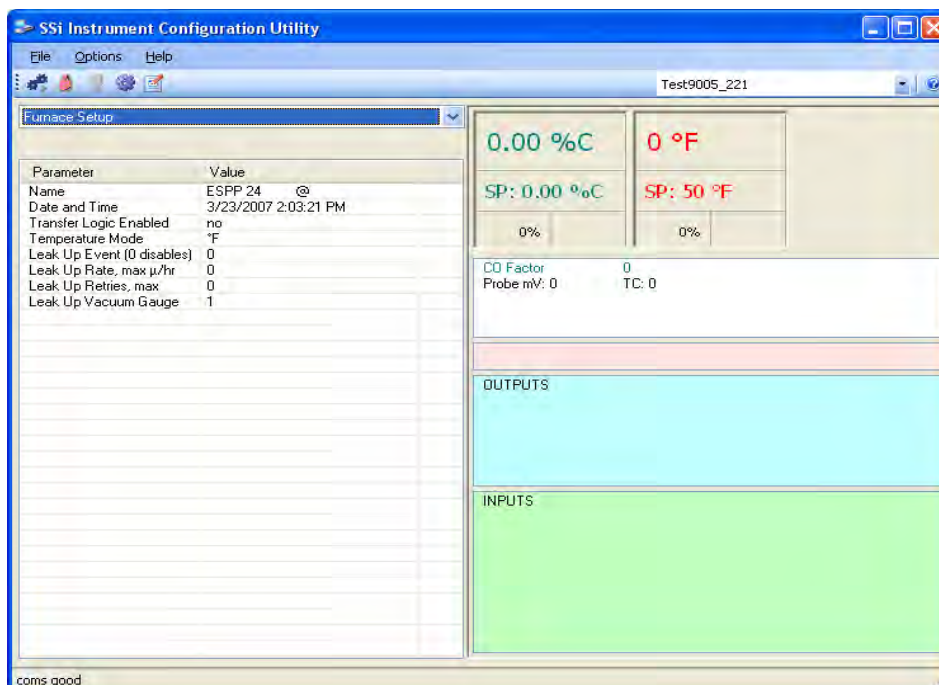 SSi Instrument Configuration Utility
File Options Help
Test9005_221
Furnace Setup
Parameter Value
Name ESPP 24 @
Date and Time 3/23/2007 2:03:21 PM
Transfer Logic Enabled no
Temperature Mode °F
Leak Up Event (0 disables) 0
Leak Up Rate, max µ/hr 0
Leak Up Retries, max 0
Leak Up Vacuum Gauge 1
0.00 %C
SP: 0.00 %C
0%
0 °F
SP: 50 °F
0%
CO Factor 0
Probe mV: 0 TC: 0
OUTPUTS
INPUTS
coms good